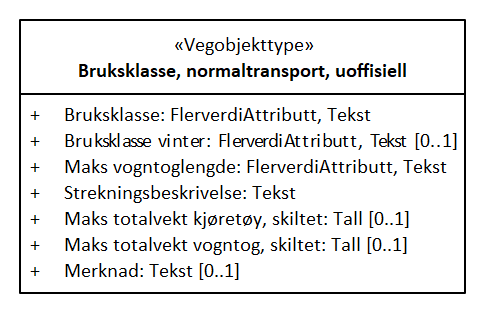 «Vegobjekttype»
Bruksklasse, normaltransport, uoffisiell
+ Bruksklasse: FlerverdiAttributt, Tekst
+ Bruksklasse vinter: FlerverdiAttributt, Tekst [0..1]
+ Maks vogntoglengde: FlerverdiAttributt, Tekst
+ Strekningsbeskrivelse: Tekst
+ Maks totalvekt kjøretøy, skiltet: Tall [0..1]
+ Maks totalvekt vogntog, skiltet: Tall [0..1]
+ Merknad: Tekst [0..1]